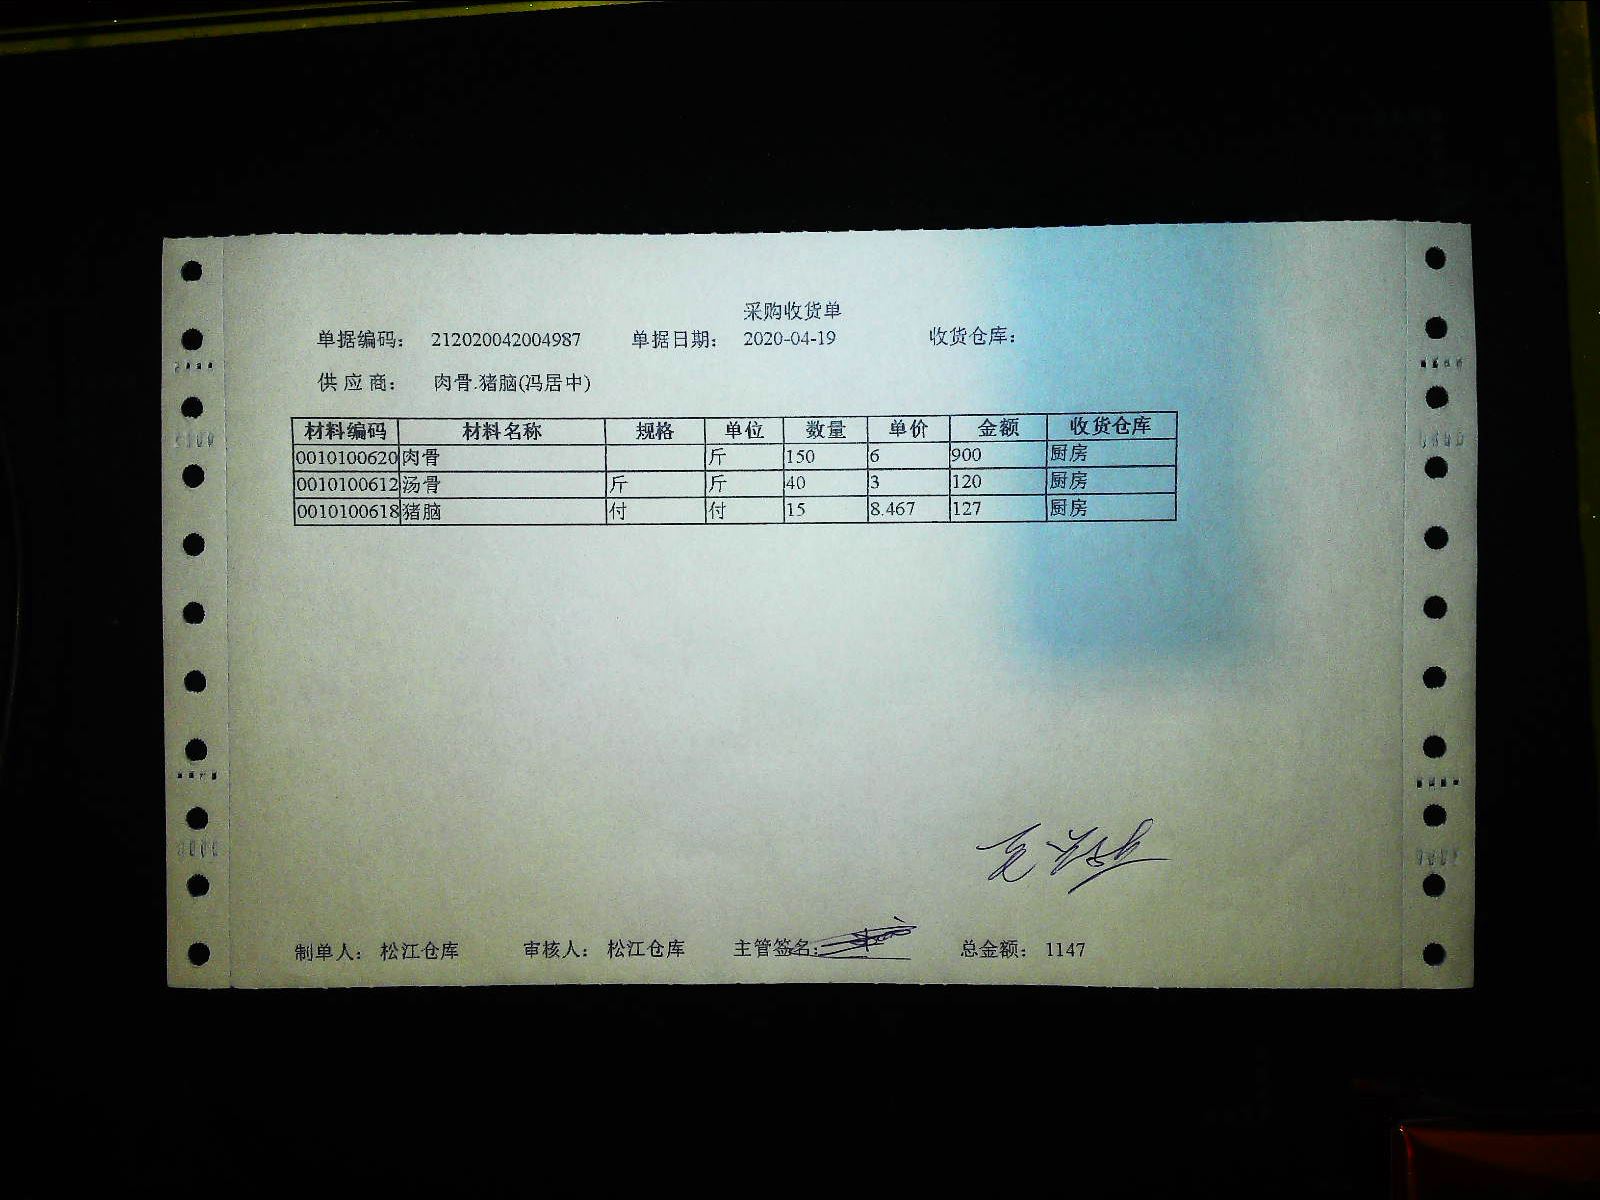 采购收货单
单据编码： 212020042004987 单据日期： 2020-04-19 收货仓库：
供 应 商： 肉骨.猪脑(冯居中)
材料编码 材料名称 规格 单位 数量 单价 金额 收货仓库
0010100620 肉骨 斤 150 6 900 厨房
0010100612 汤骨 斤 斤 40 3 120 厨房
0010100618 猪脑 付 付 15 8.467 127 厨房
制单人： 松江仓库 审核人： 松江仓库 主管签名： 总金额： 1147